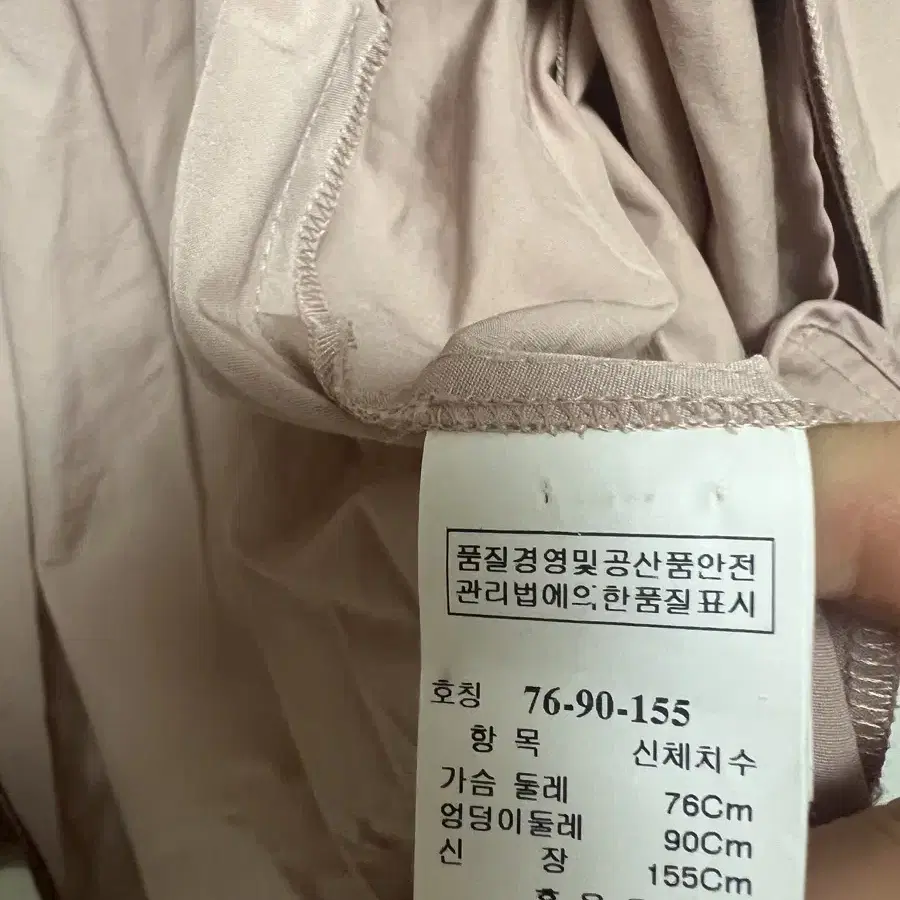 품질경영및공산품안전
관리법에의한품질표시
호칭 76-90-155
항 목 신체치수
가슴 둘레 76Cm
엉덩이둘레 90Cm
신 장 155Cm